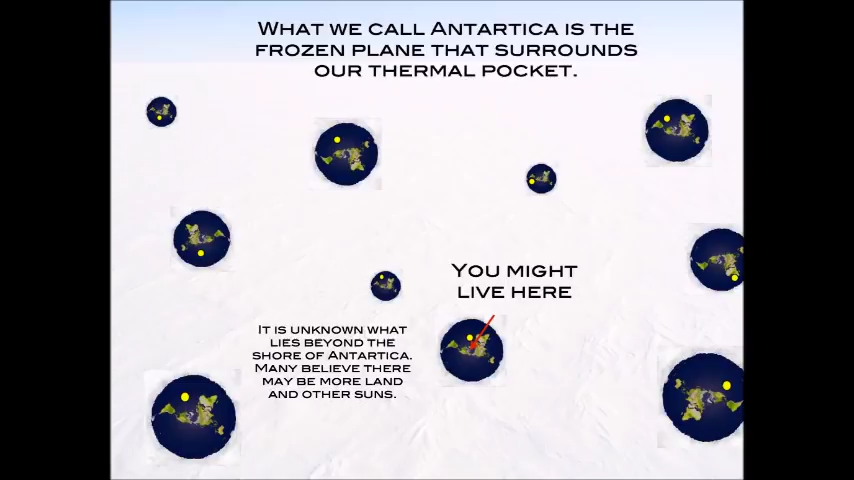 What we call Antartica is the
frozen plane that surrounds
our thermal pocket.
You might
live here
It is unknown what
lies beyond the
shore of Antartica.
Many believe there
may be more land
and other suns.